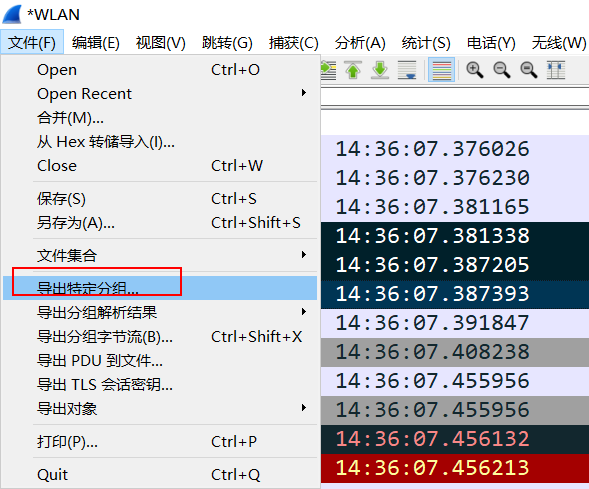 *WLAN
文件(F) 编辑(E) 视图(V) 跳转(G) 捕获(C) 分析(A) 统计(S) 电话(Y) 无线(W)
Open Ctrl+O
Open Recent
合并(M)...
从 Hex 转储导入(I)...
Close Ctrl+W
保存(S) Ctrl+S
另存为(A)... Ctrl+Shift+S
文件集合
导出特定分组...
导出分组解析结果
导出分组字节流(B)... Ctrl+Shift+X
导出 PDU 到文件...
导出 TLS 会话密钥...
导出对象
打印(P)... Ctrl+P
Quit Ctrl+Q
14:36:07.376026
14:36:07.376230
14:36:07.381165
14:36:07.381338
14:36:07.387205
14:36:07.387393
14:36:07.391847
14:36:07.408238
14:36:07.455956
14:36:07.455956
14:36:07.456132
14:36:07.456213